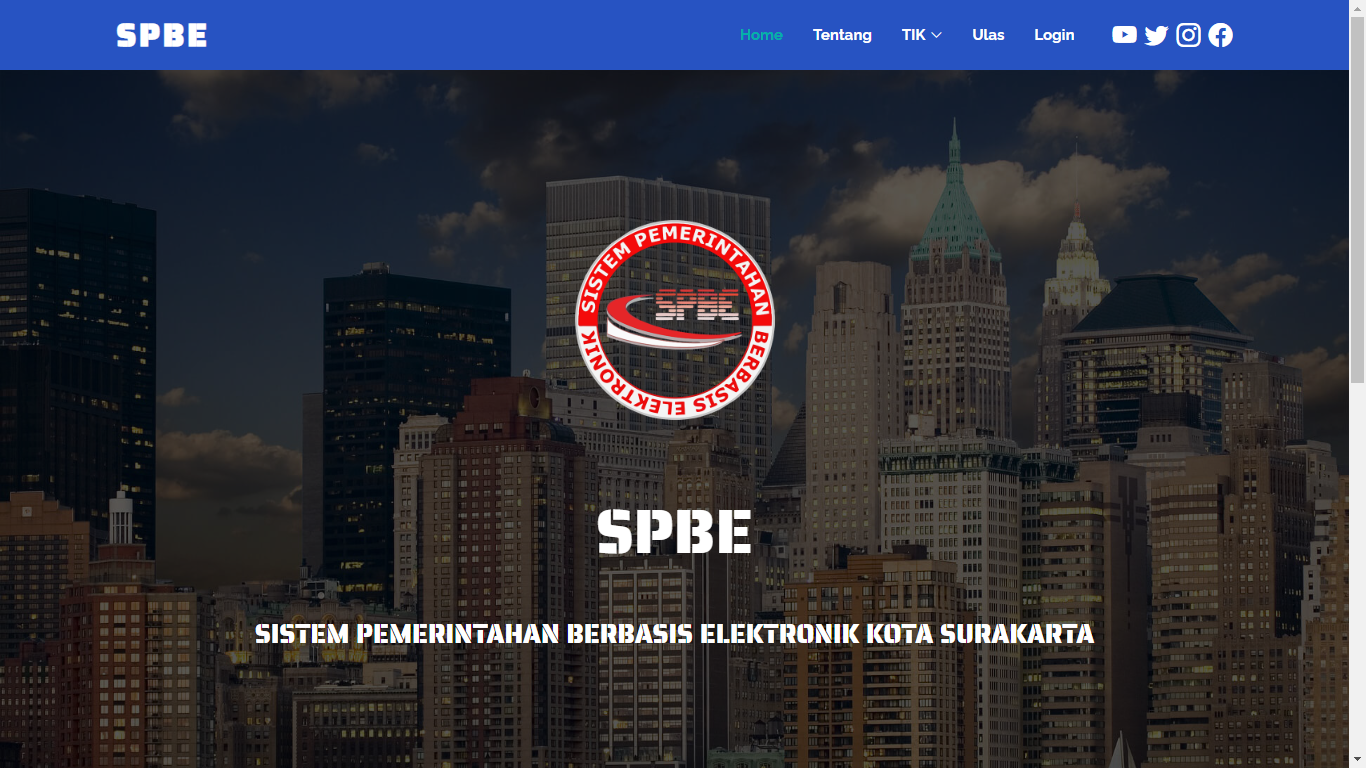 SPBE
Home Tentang TIK Ulas Login
SISTEM PEMERINTAHAN
SPBE
BERBASIS ELEKTRONIK
SPBE
SISTEM PEMERINTAHAN BERBASIS ELEKTRONIK KOTA SURAKARTA